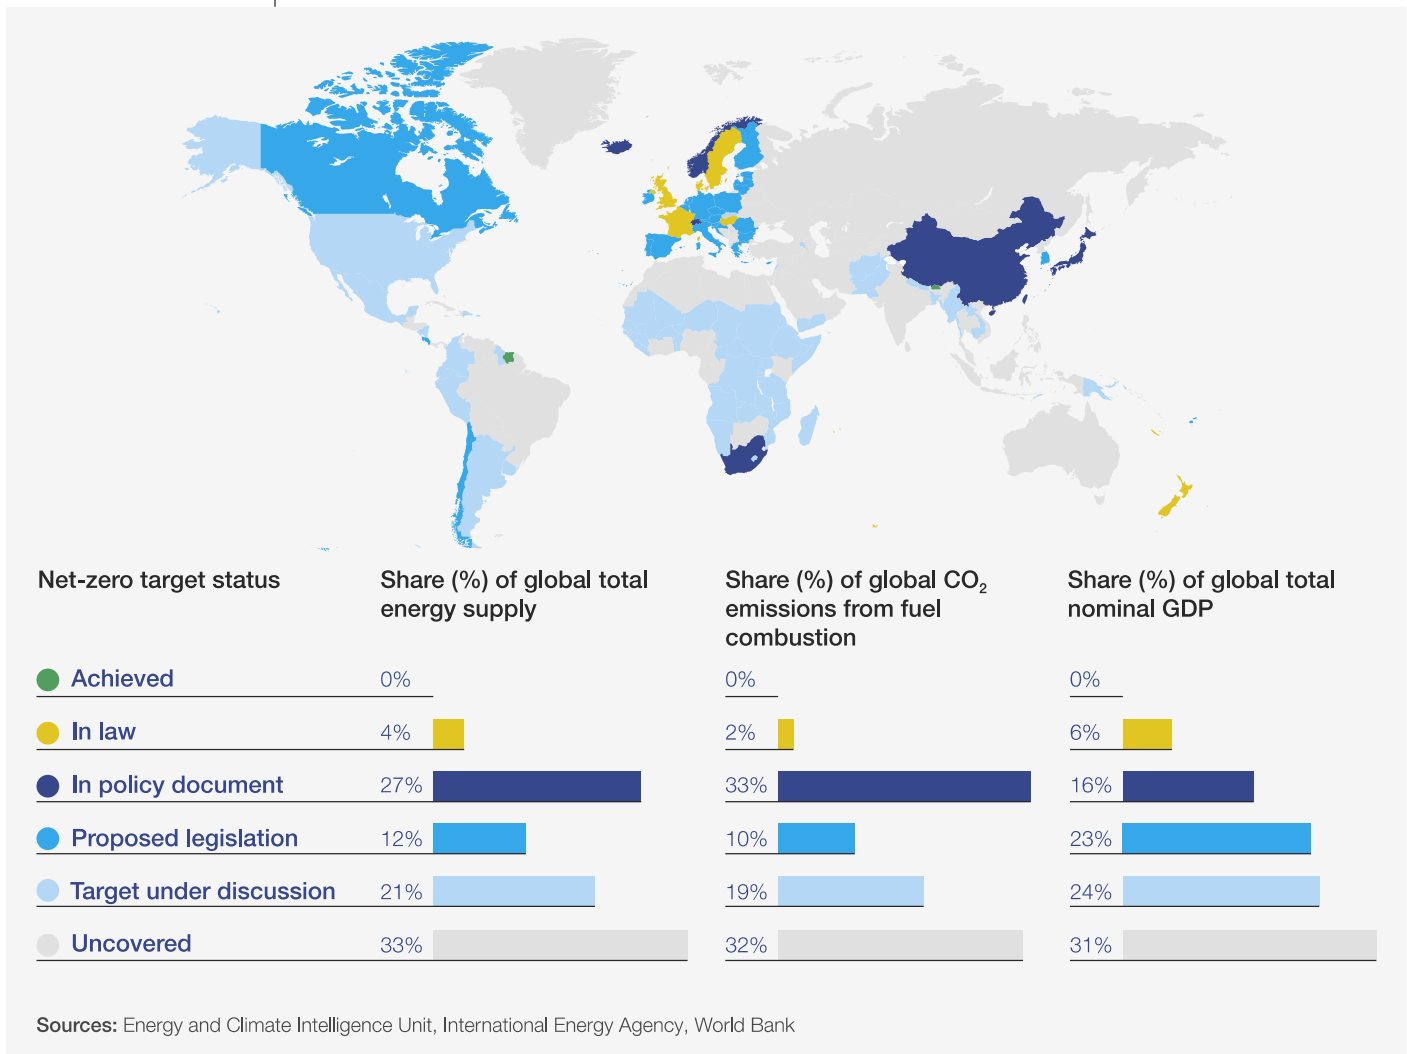 Net-zero target status
Share (%) of global total
energy supply
Share (%) of global CO₂
emissions from fuel
combustion
Share (%) of global total
nominal GDP
Achieved 0% 0% 0%
In law 4% 2% 6%
In policy document 27% 33% 16%
Proposed legislation 12% 10% 23%
Target under discussion 21% 19% 24%
Uncovered 33% 32% 31%
Sources: Energy and Climate Intelligence Unit, International Energy Agency, World Bank